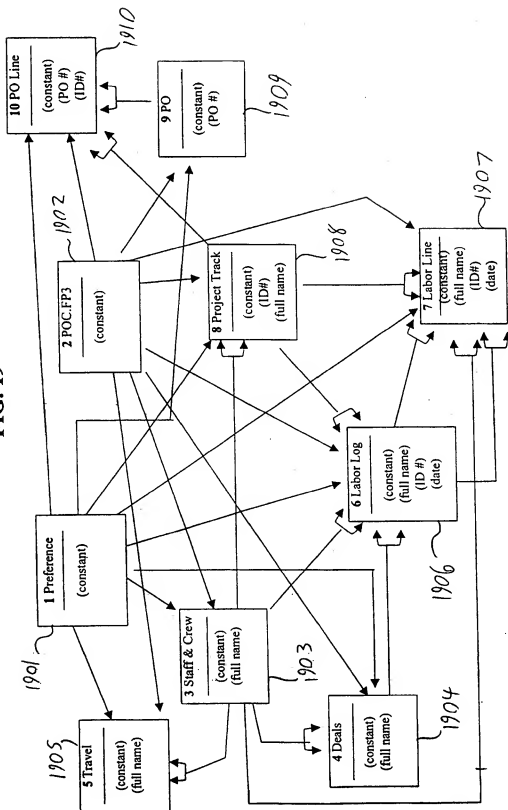 FIG. 19
1901
1 Preference
(constant)
1902
2 POC.FP3
(constant)
1910
10 PO Line
(constant)
(PO #)
(ID#)
9 PO
(constant)
(PO #)
1909
1905
5 Travel
(constant)
(full name)
3 Staff & Crew
(constant)
(full name)
1903
8 Project Track
(constant)
(ID#)
(full name)
1908
4 Deals
(constant)
(full name)
1904
6 Labor Log
(constant)
(full name)
(ID #)
(date)
1906
1907
7 Labor Line
(constant)
(full name)
(ID#)
(date)